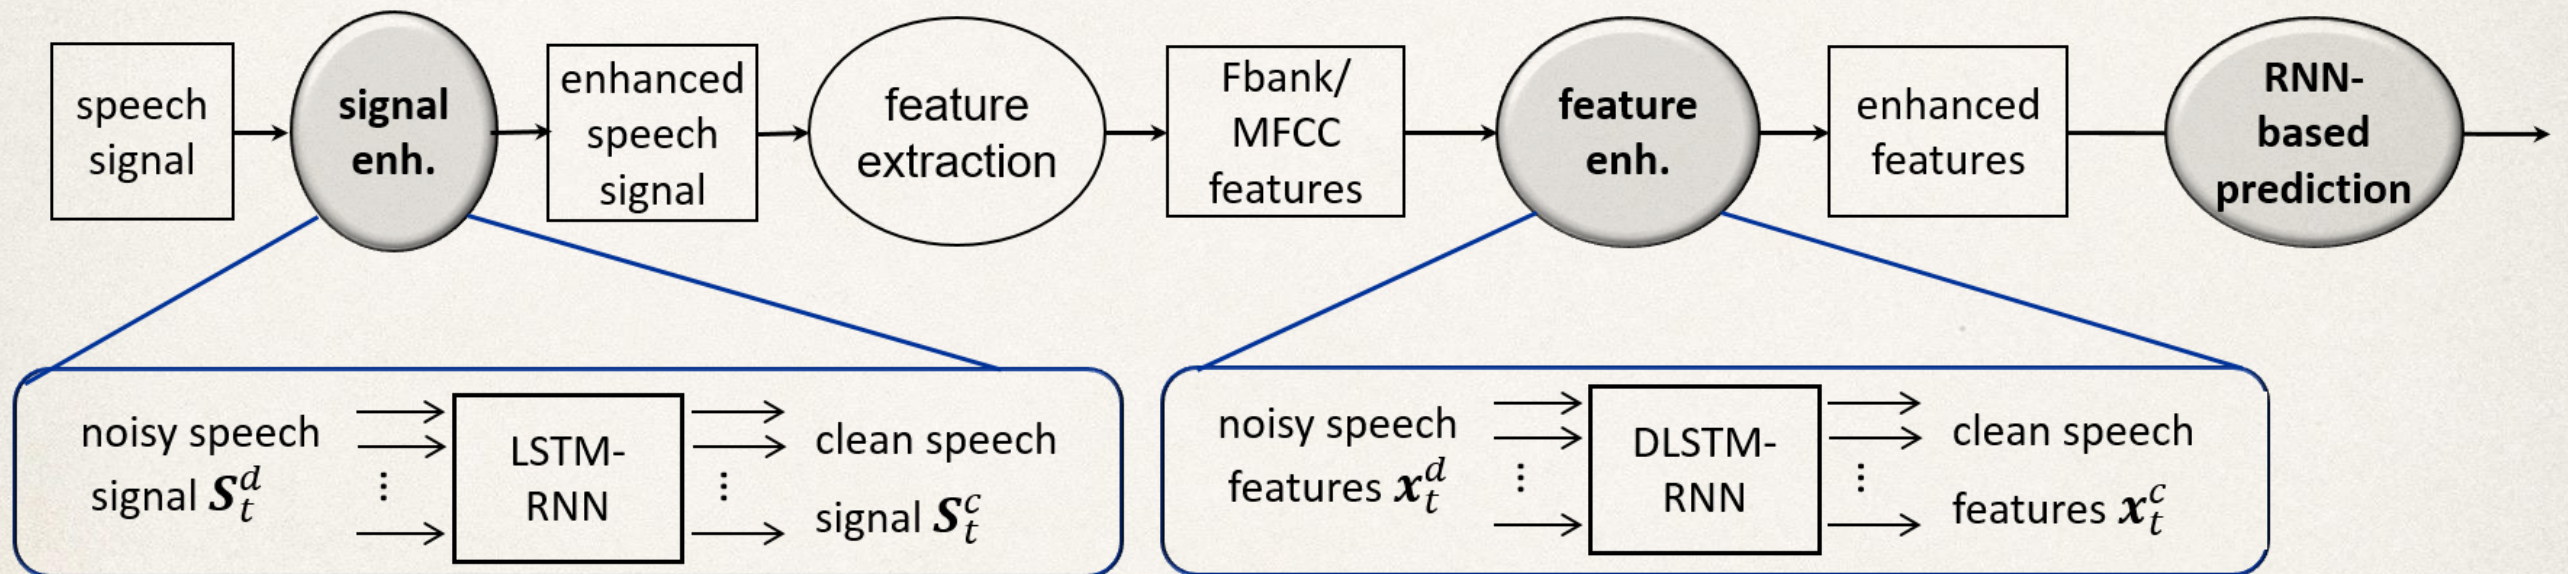 speech
signal
signal
enh.
enhanced
speech
signal
feature
extraction
Fbank/
MFCC
features
feature
enh.
enhanced
features
RNN-
based
prediction
noisy speech
signal S_t^d
⋮
LSTM-
RNN
⋮
clean speech
signal S_t^c
noisy speech
features x_t^d
⋮
DLSTM-
RNN
⋮
clean speech
features x_t^c